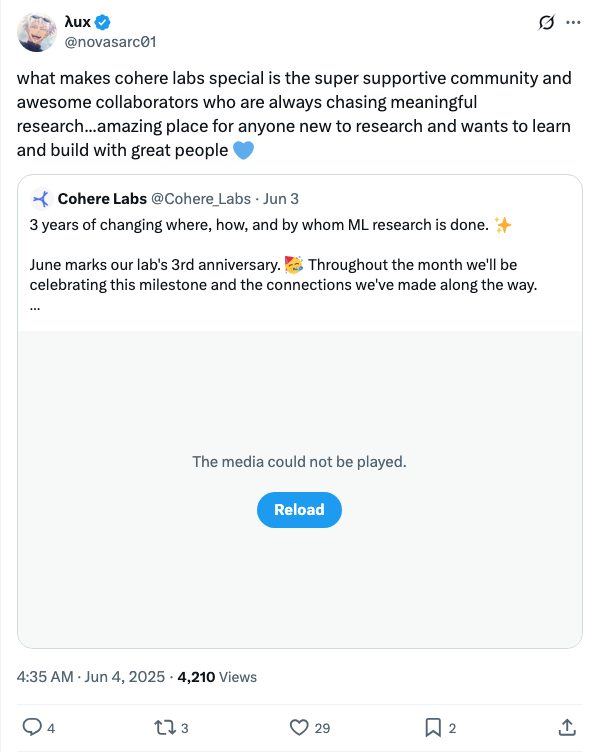 λux
@novasarc01
what makes cohere labs special is the super supportive community and
awesome collaborators who are always chasing meaningful
research...amazing place for anyone new to research and wants to learn
and build with great people 💙
Cohere Labs @Cohere_Labs · Jun 3
3 years of changing where, how, and by whom ML research is done. ✨
June marks our lab's 3rd anniversary. 🥳 Throughout the month we'll be
celebrating this milestone and the connections we've made along the way.
...
The media could not be played.
Reload
4:35 AM · Jun 4, 2025 · 4,210 Views
4 3 29 2